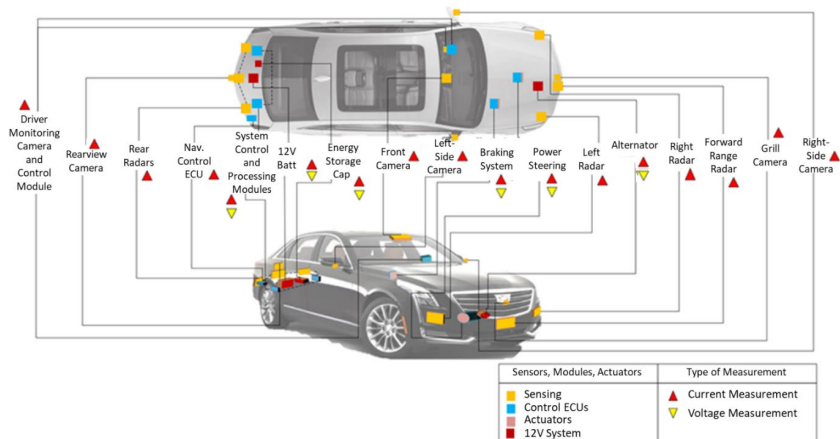 Driver
Monitoring
Camera
and
Control
Module
Rearview
Camera
Rear
Radars
Nav.
Control
ECU
System
Control
and
Processing
Modules
12V
Batt
Energy
Storage
Cap
Front
Camera
Left-
Side
Camera
Braking
System
Power
Steering
Left
Radar
Alternator
Right
Radar
Forward
Range
Radar
Grill
Camera
Right-
Side
Camera
Sensors, Modules, Actuators
Type of Measurement
Sensing
Control ECUs
Actuators
12V System
Current Measurement
Voltage Measurement